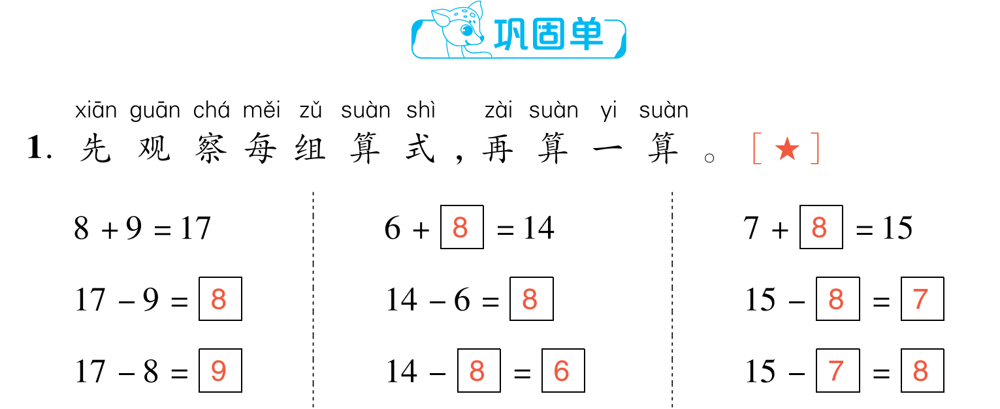 巩固单
xiān guān chá měi zǔ suàn shì zài suàn yi suàn
1. 先观察每组算式，再算一算。[★]
8 + 9 = 17 6 + 8 = 14 7 + 8 = 15
17 － 9 = 8 14 － 6 = 8 15 － 8 = 7
17 － 8 = 9 14 － 8 = 6 15 － 7 = 8